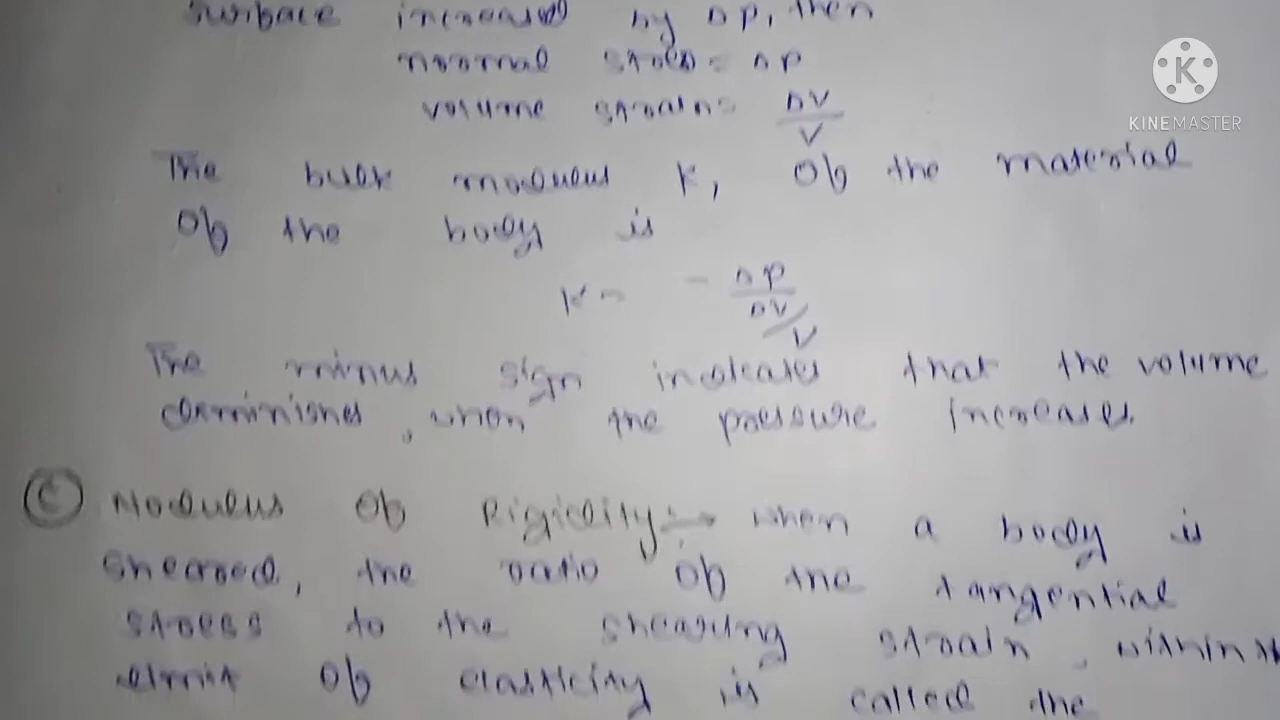 surface increased by Δp, then
normal stress = Δp
volume strain = ΔV/V
K
KINEMASTER
The bulk modulus K, of the material
of the body is
K = - Δp/ΔV/V
The minus sign indicates that the volume
diminishes, when the pressure increases.
(C) Modulus of Rigidity :→ when a body is
sheared, the ratio of the tangential
stress to the shearing strain, within
limit of elasticity is called the